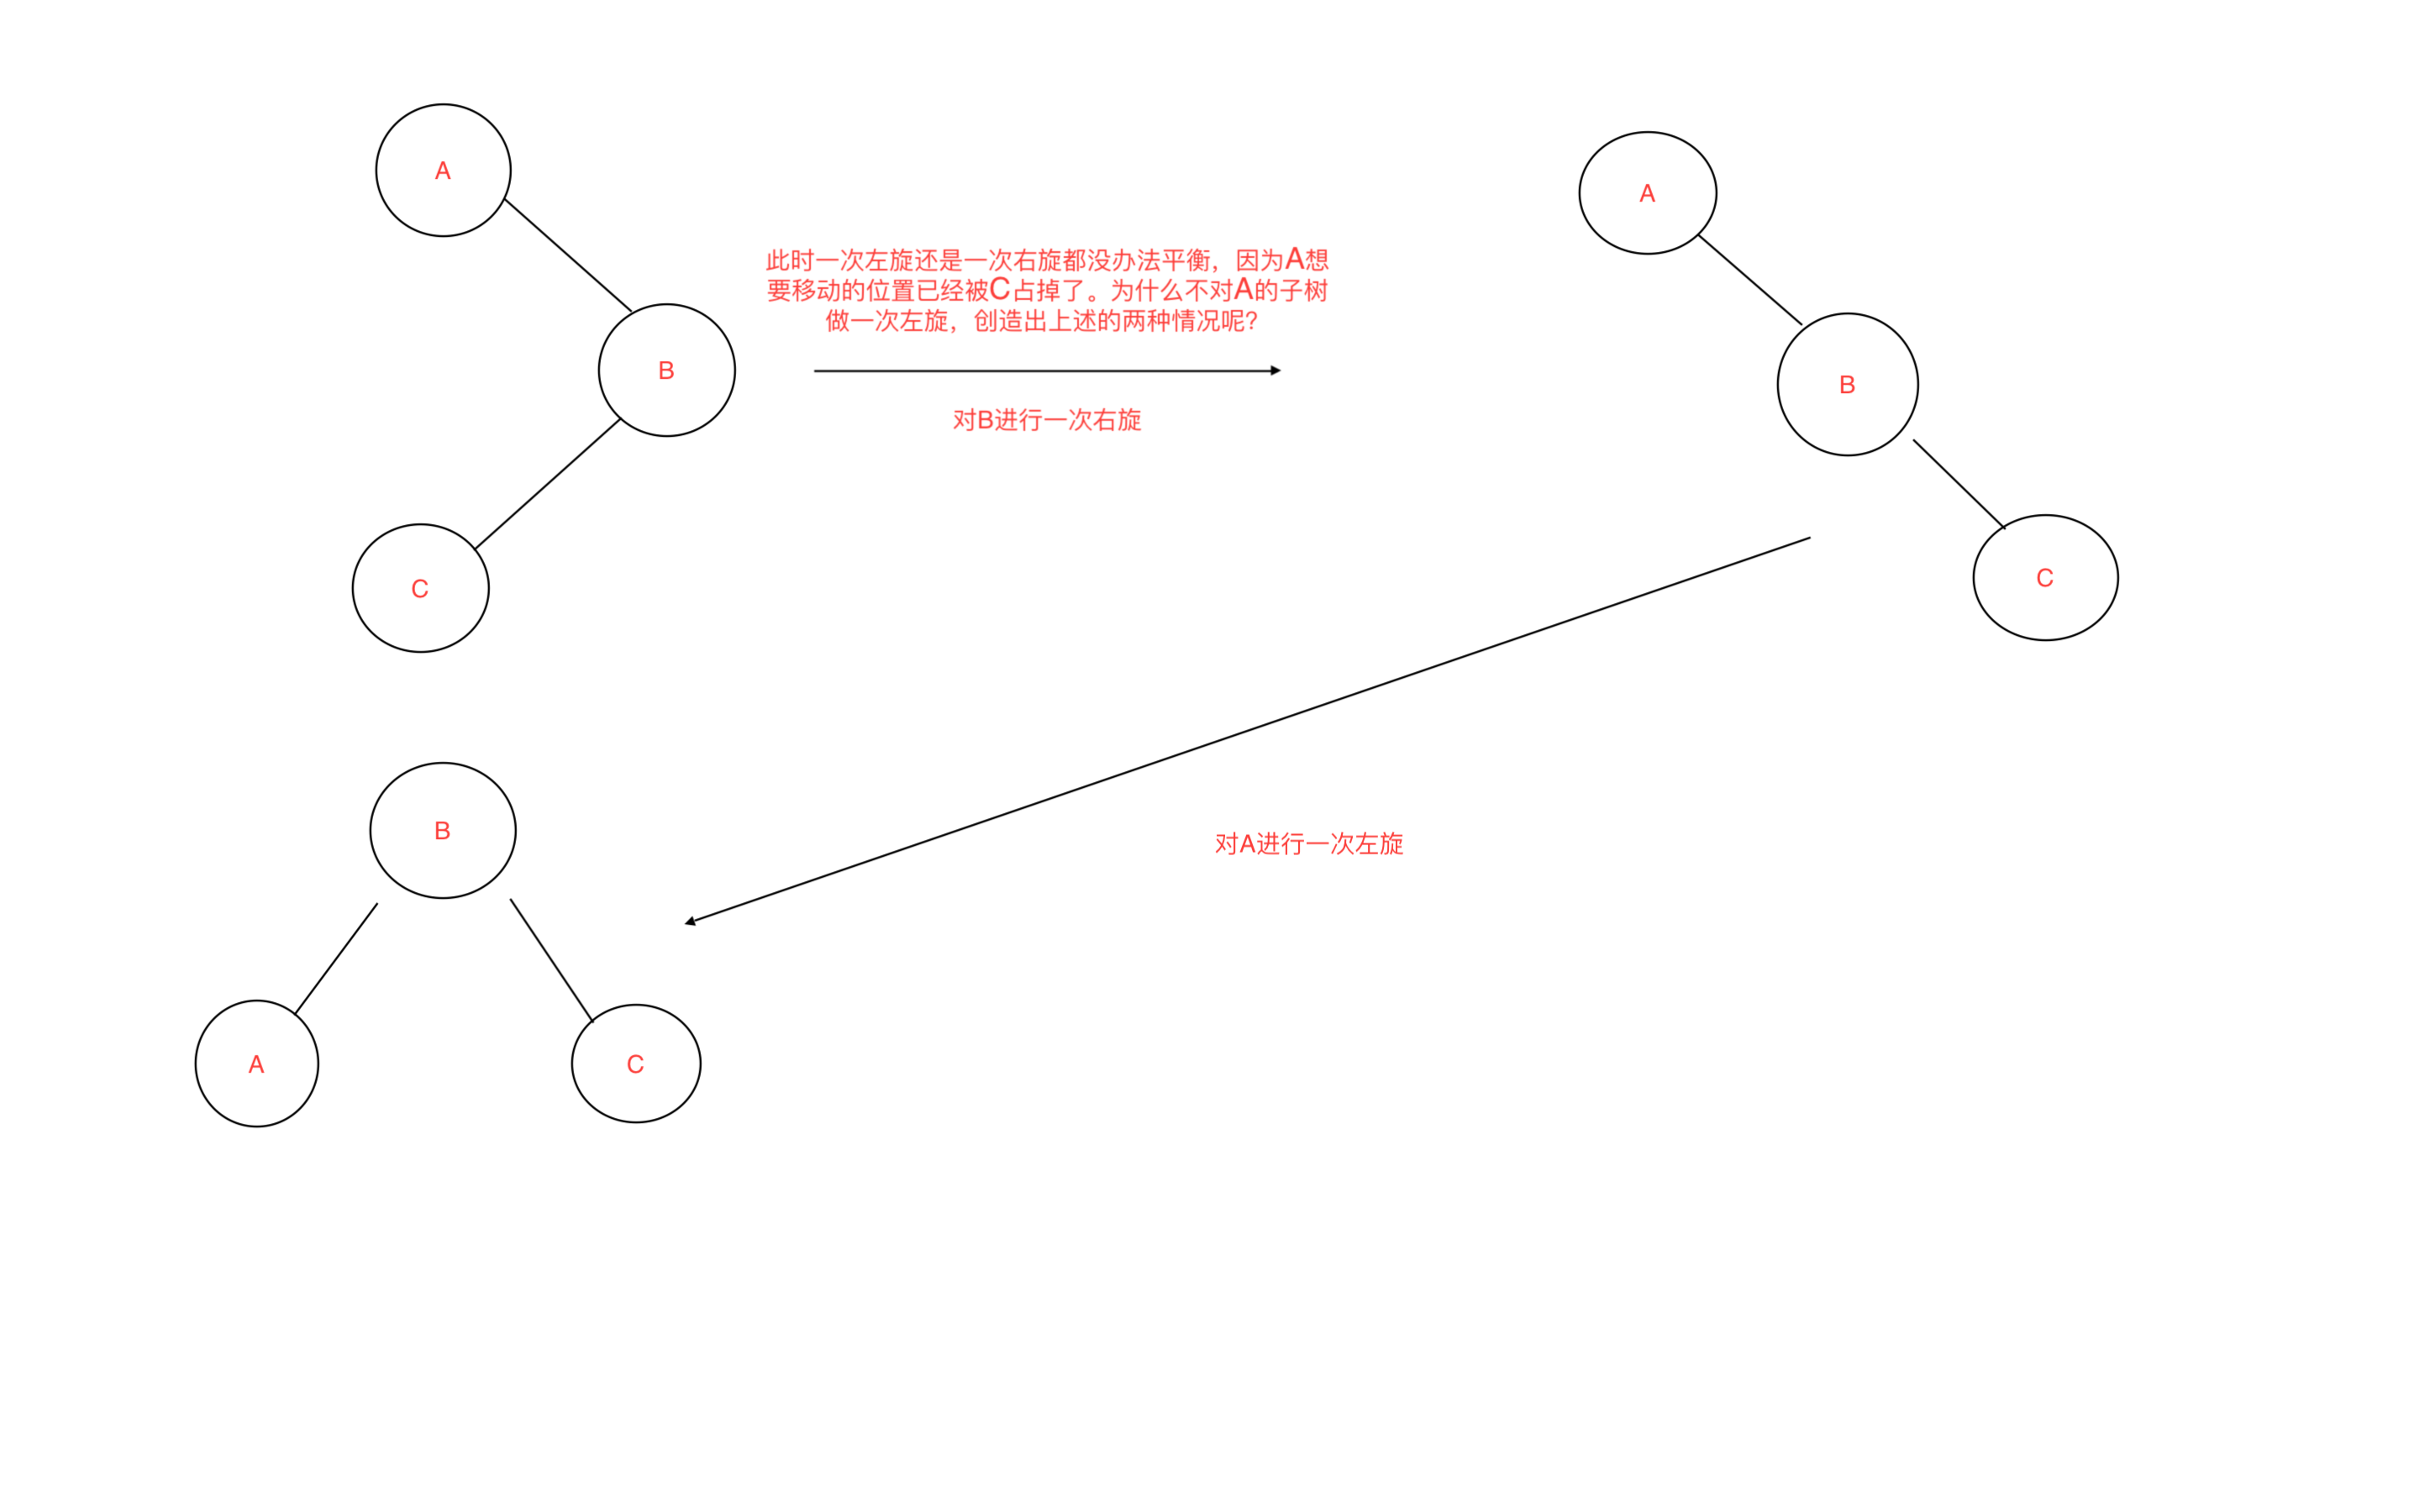 A
A
此时一次左旋还是一次右旋都没办法平衡，因为A想
要移动的位置已经被C占掉了。为什么不对A的子树
做一次左旋，创造出上述的两种情况呢?
B
B
对B进行一次右旋
C
C
B
对A进行一次左旋
A
C